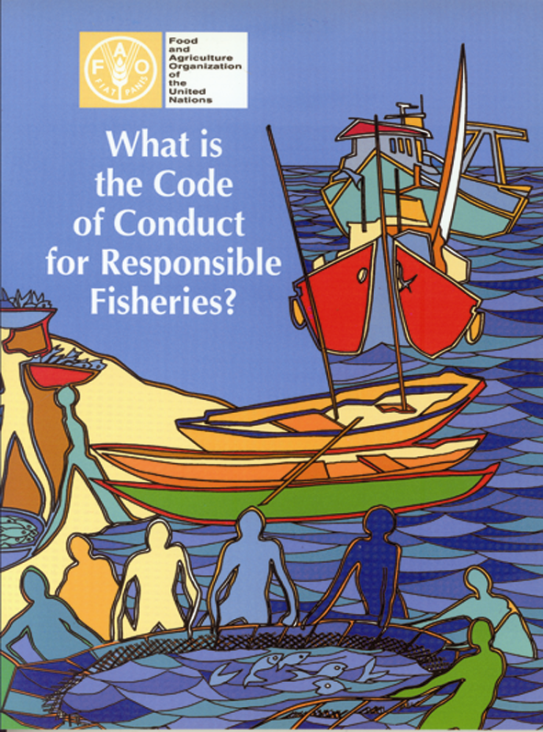 F A O
FIAT PANIS
Food
and
Agriculture
Organization
of
the
United
Nations
What is
the Code
of Conduct
for Responsible
Fisheries?